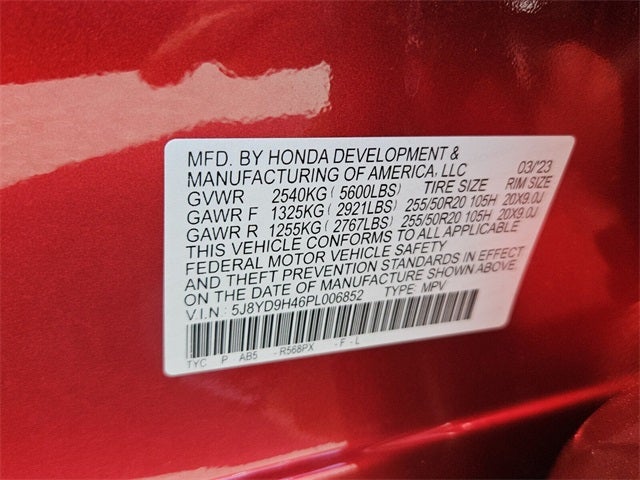 MFD. BY HONDA DEVELOPMENT & 03/'23
MANUFACTURING OF AMERICA, LLC
GVWR 2540KG (5600LBS) TIRE SIZE RIM SIZE
GAWR F 1325KG (2921LBS) 255/50R20 105H 20X9.0J
GAWR R 1255KG (2767LBS) 255/50R20 105H 20X9.0J
THIS VEHICLE CONFORMS TO ALL APPLICABLE
FEDERAL MOTOR VEHICLE SAFETY
AND THEFT PREVENTION STANDARDS IN EFFECT
ON THE DATE OF MANUFACTURE SHOWN ABOVE.
V.I.N: 5J8YD9H46PL006852 TYPE: MPV
TYC P - AB5 - R568PX - F - L